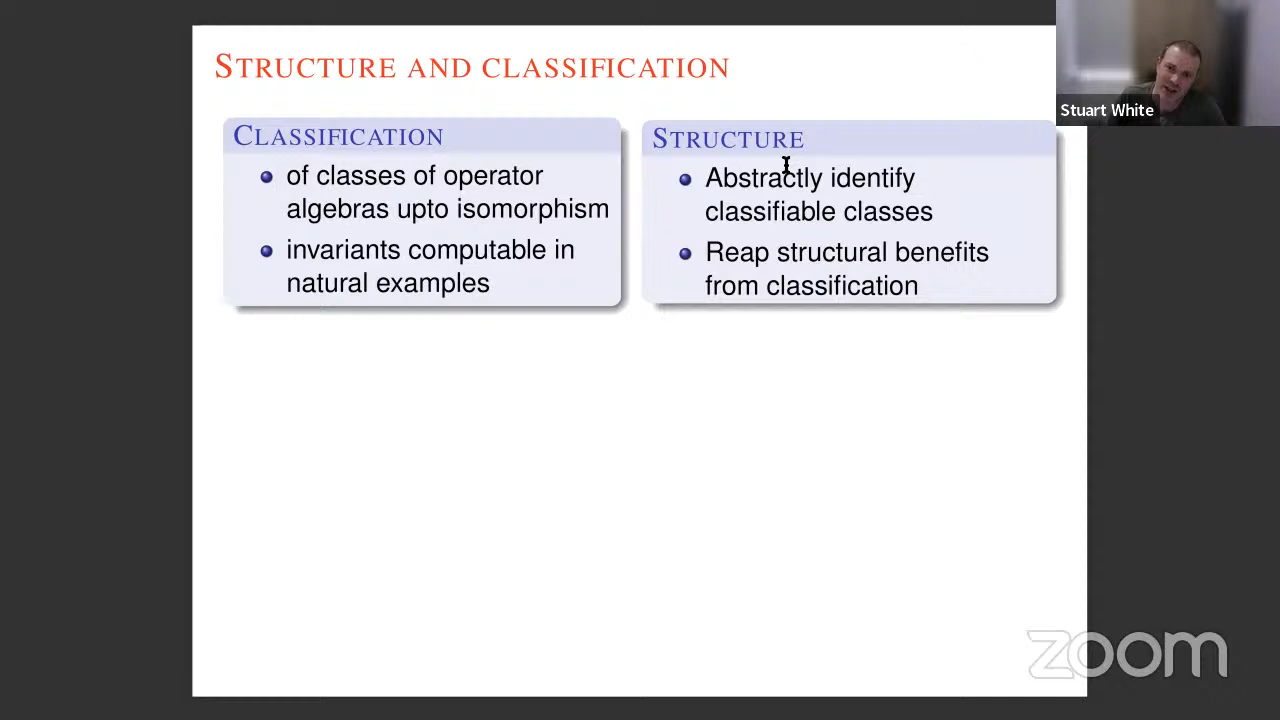 STRUCTURE AND CLASSIFICATION
Stuart White
CLASSIFICATION
of classes of operator
algebras upto isomorphism
invariants computable in
natural examples
STRUCTURE
Abstractly identify
classifiable classes
Reap structural benefits
from classification
zoom